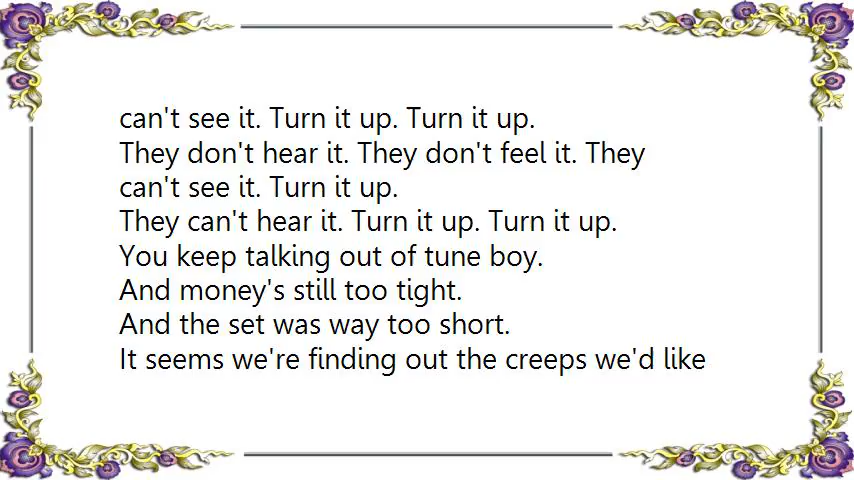 can't see it. Turn it up. Turn it up.
They don't hear it. They don't feel it. They
can't see it. Turn it up.
They can't hear it. Turn it up. Turn it up.
You keep talking out of tune boy.
And money's still too tight.
And the set was way too short.
It seems we're finding out the creeps we'd like